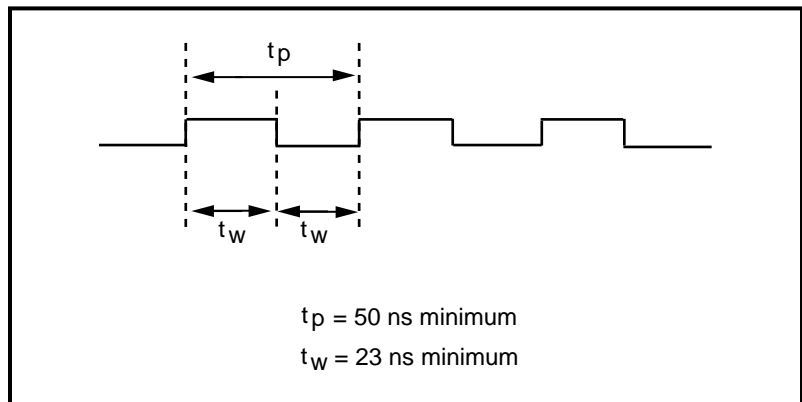 tp
tw tw
tp = 50 ns minimum
tw = 23 ns minimum